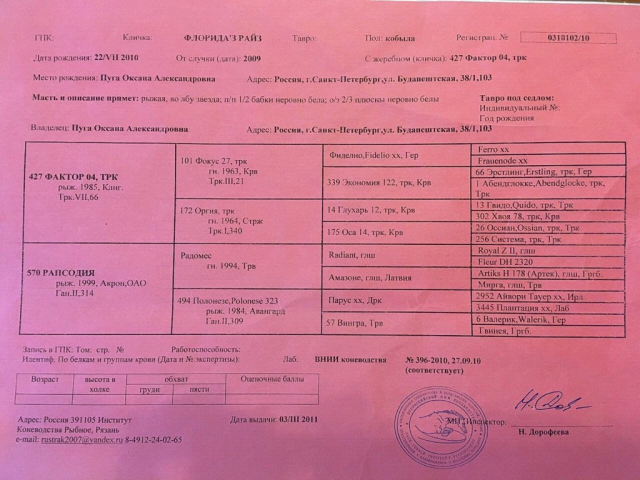 ГПК: Кличка: ФЛОРИДА'З РАЙЗ Тавро: Пол: кобыла Регистрац. № 0318102/10
Дата рождения: 22/VII 2010 От случки (дата): 2009 С жеребцом (кличка): 427 Фактор 04, трк
Место рождения: Пуга Оксана Александровна Адрес: Россия, г.Санкт-Петербург,ул. Будапештская, 38/1,103
Масть и описание примет: рыжая, во лбу звезда; п/п 1/2 бабки неровно бела; о/з 2/3 плюсны неровно белы
Тавро под седлом:
Индивидуальный №:
Год рождения
Владелец: Пуга Оксана Александровна Адрес: Россия, г.Санкт-Петербург,ул. Будапештская, 38/1,103
427 ФАКТОР 04, ТРК
рыж. 1985, Клнг.
Трк.VII,66
101 Фокус 27, трк
гн. 1963, Крв
Трк.III,21
Фиделио,Fidelio xx, Гер
Ferro xx
Frauenode xx
339 Экономия 122, трк, Крв
66 Эрстлинг,Erstling, трк, Гер
1 Абендглокке,Abendglocke, трк, Трк
172 Оргия, трк
гн. 1964, Стрж
Трк.I,340
14 Глухарь 12, трк, Крв
13 Гвидо,Quido, трк, Трк
302 Хвоя 78, трк, Крв
175 Оса 14, трк, Крв
26 Оссиан,Ossian, трк, Трк
256 Система, трк, Трк
570 РАПСОДИЯ
рыж. 1999, Акрон,ОАО
Ган.II,314
Радомес
гн. 1994, Трв
Radiant, глш
Royal Z II, глш
Fleur DH 2320
Амазоне, глш, Латвия
Artiks H 178 (Артек), глш, Гргб.
Мирга, глш, Трв
494 Полонезе,Polonese 323
рыж. 1984, Авангард
Ган.II,309
Парус xx, Дрк
2952 Айвори Тауер xx, Ирл
3445 Плантация xx, Лаб
57 Вингра, Трв
6 Валерик,Walerik, Гер
Гвинея, Гргб.
Запись в ГПК: Том. стр. № Работоспособность:
Идентиф. По белкам и группам крови (Дата и № экспертизы): Лаб. ВНИИ коневодства № 396-2010, 27.09.10
(соответствует)
Возраст высота в холке обхват груди пясти Оценочные баллы
Адрес: Россия 391105 Институт
Коневодства Рыбное, Рязань
e-mail: rustrak2007@yandex.ru 8-4912-24-02-65
Дата выдачи: 03/III 2011
МП Инспектор:
Н. Дорофеева